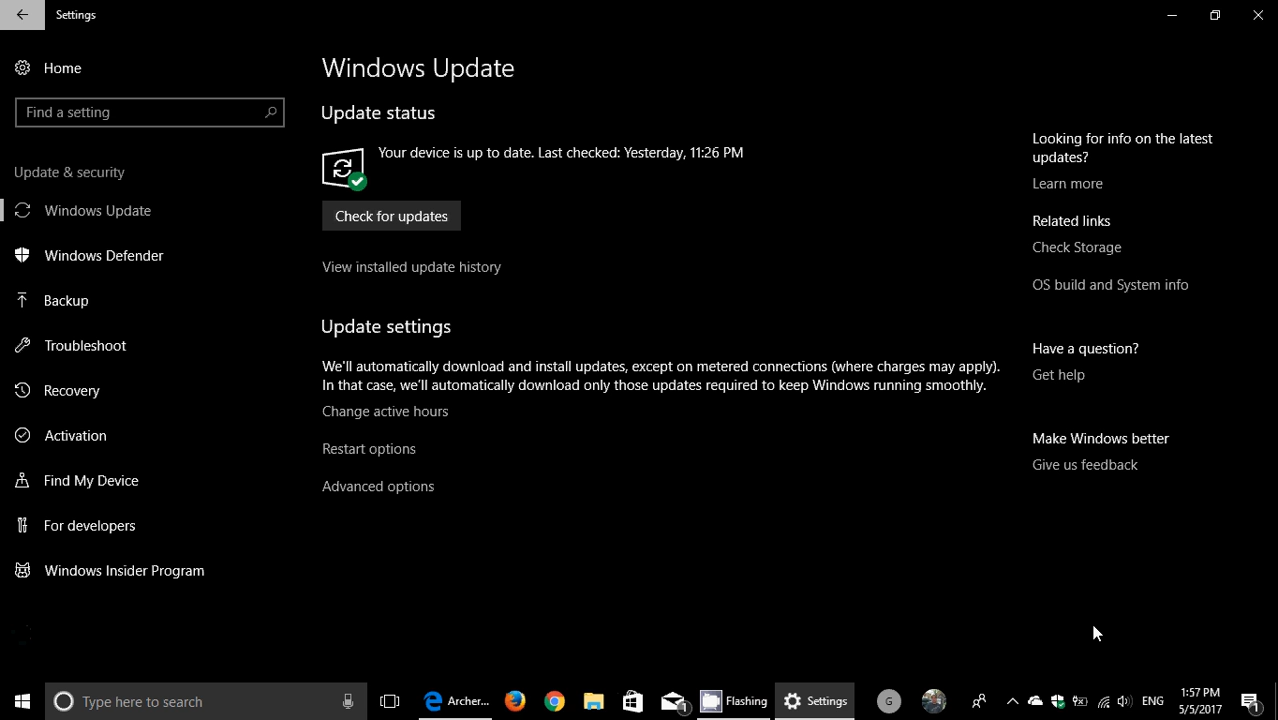 Settings
Home
Find a setting
Update & security
Windows Update
Windows Defender
Backup
Troubleshoot
Recovery
Activation
Find My Device
For developers
Windows Insider Program
Windows Update
Update status
Your device is up to date. Last checked: Yesterday, 11:26 PM
Check for updates
View installed update history
Update settings
We'll automatically download and install updates, except on metered connections (where charges may apply).
In that case, we'll automatically download only those updates required to keep Windows running smoothly.
Change active hours
Restart options
Advanced options
Looking for info on the latest
updates?
Learn more
Related links
Check Storage
OS build and System info
Have a question?
Get help
Make Windows better
Give us feedback
Type here to search
Archer...
1
Flashing
Settings
G
ENG
1:57 PM
5/5/2017
1